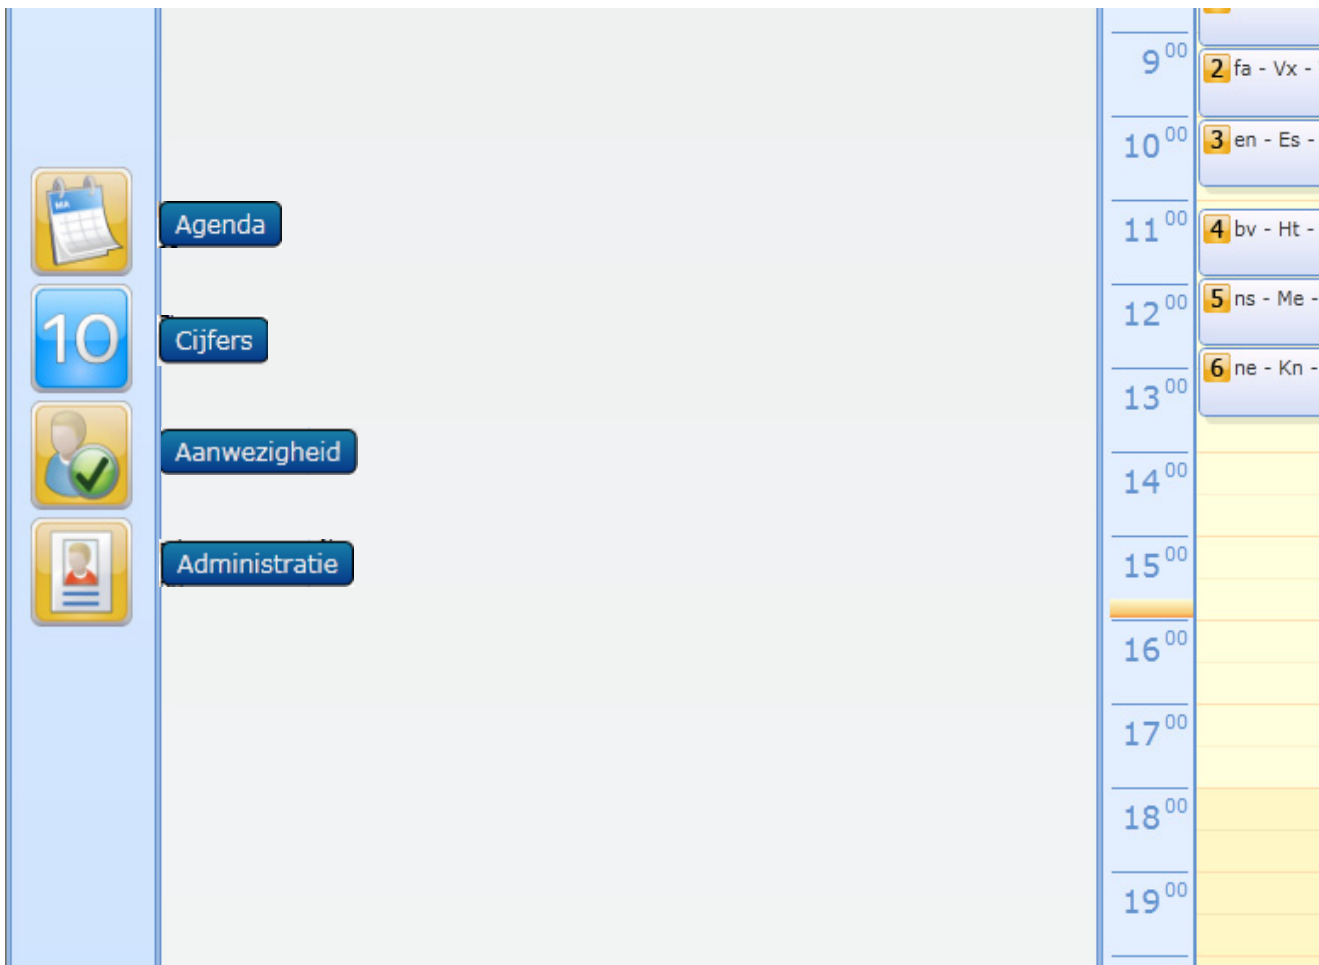 MA
Agenda
10
Cijfers
Aanwezigheid
Administratie
9 00
10 00
11 00
12 00
13 00
14 00
15 00
16 00
17 00
18 00
19 00
2 fa - Vx -
3 en - Es -
4 bv - Ht -
5 ns - Me -
6 ne - Kn -